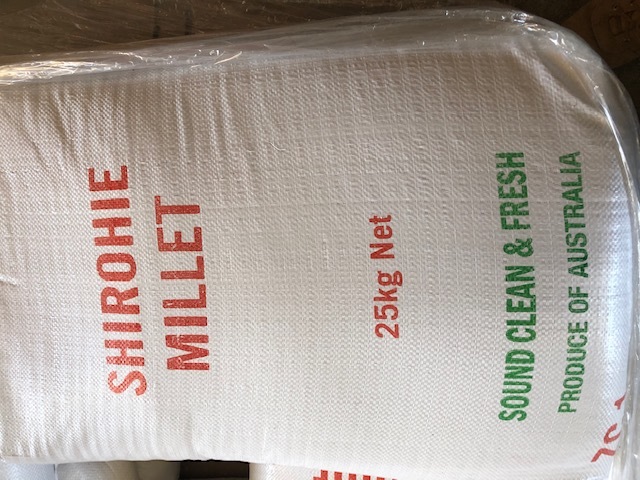 SHIROHIE
MILLET
25kg Net
SOUND CLEAN & FRESH
PRODUCE OF AUSTRALIA